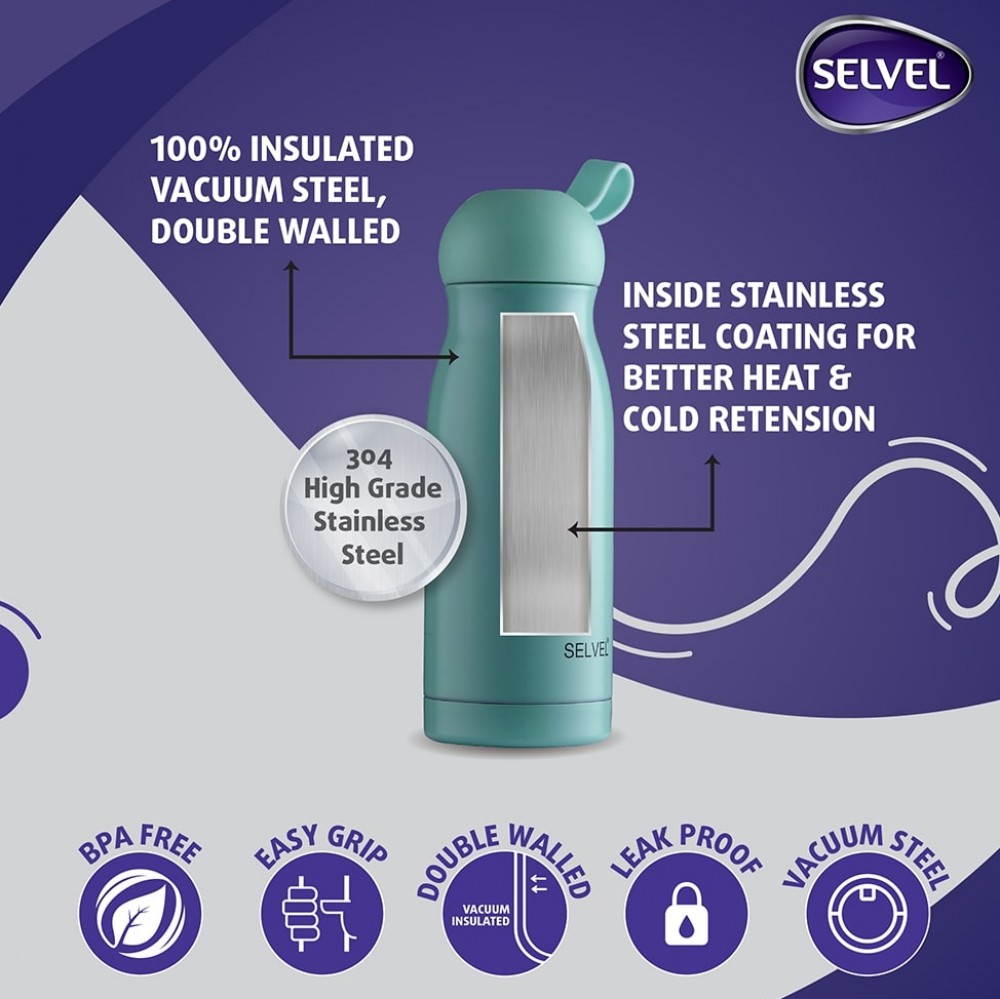 SELVEL®
100% INSULATED
VACUUM STEEL,
DOUBLE WALLED
INSIDE STAINLESS
STEEL COATING FOR
BETTER HEAT &
COLD RETENSION
304
High Grade
Stainless
Steel
SELVEL
BPA FREE
EASY GRIP
DOUBLE WALLED
VACUUM
INSULATED
LEAK PROOF
VACUUM STEEL